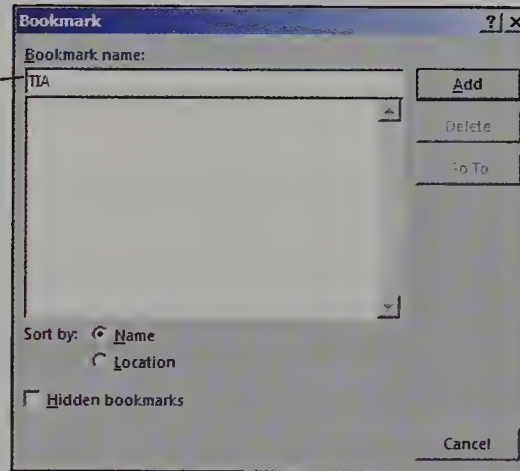 Bookmark ? x
Bookmark name:
TIA
Add
Delete
Go To
Sort by: Name
Location
Hidden bookmarks
Cancel